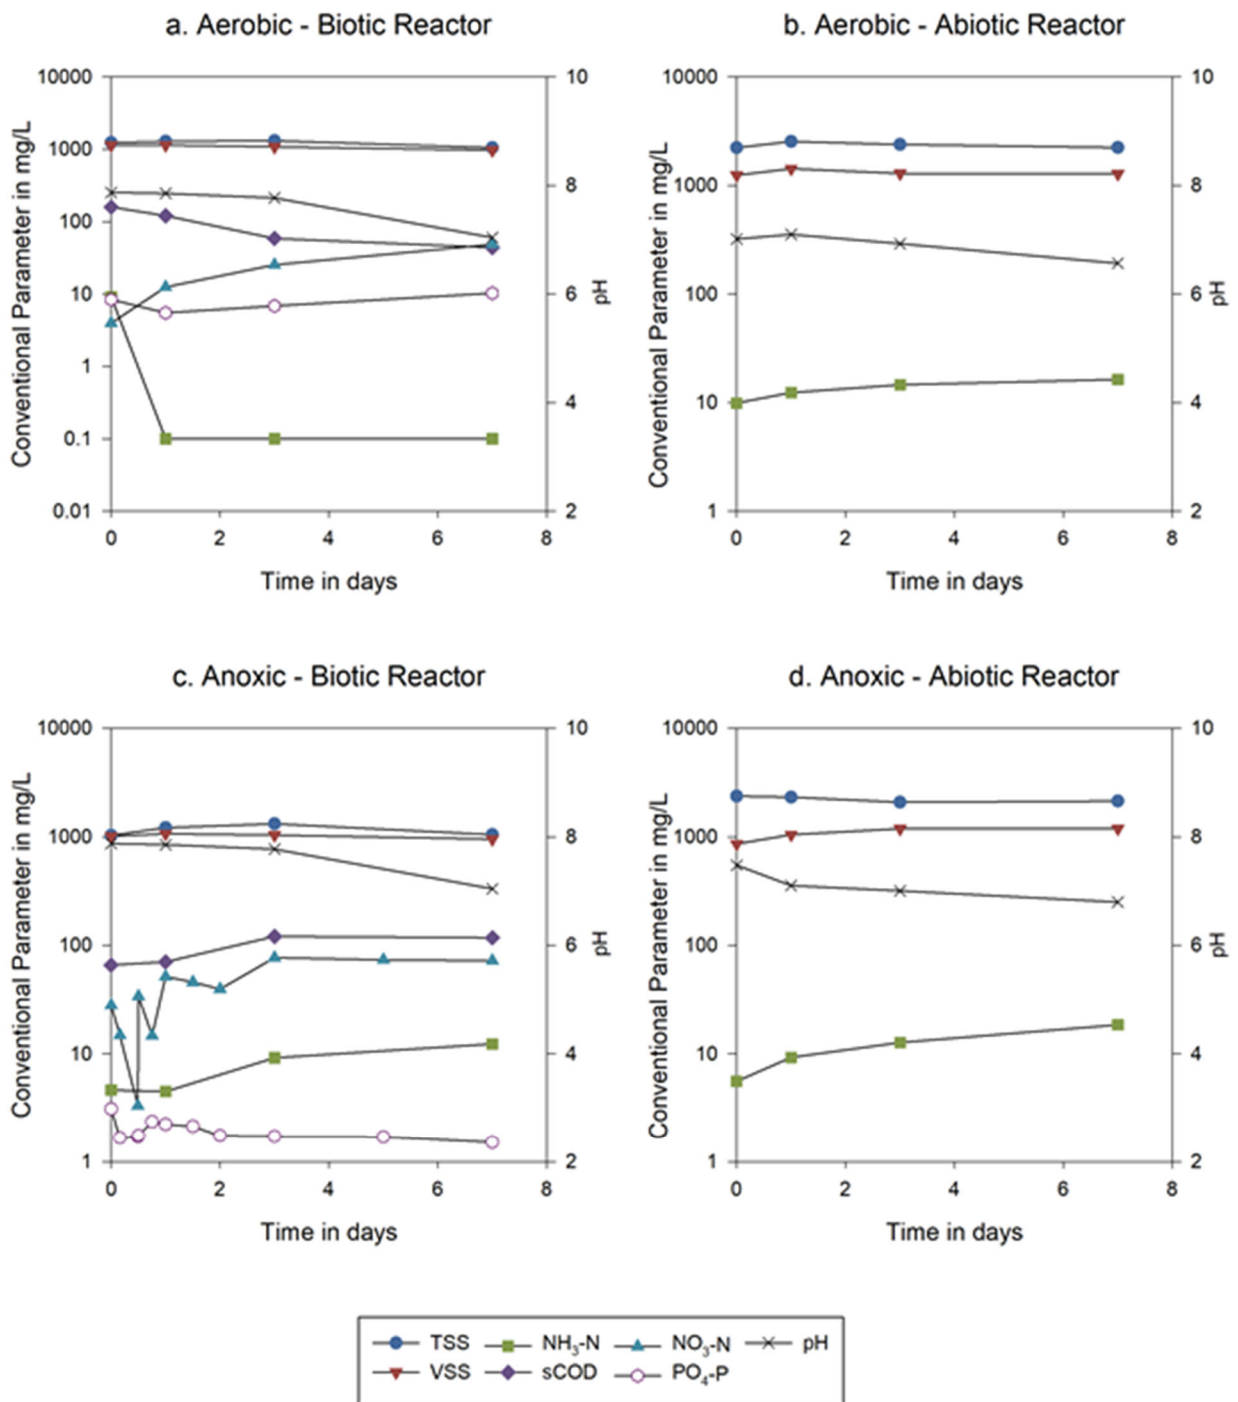 a. Aerobic - Biotic Reactor
10000
1000
100
10
1
0.1
0.01
Conventional Parameter in mg/L
10
8
6
4
2
pH
0 2 4 6 8
Time in days
b. Aerobic - Abiotic Reactor
10000
1000
100
10
1
Conventional Parameter in mg/L
10
8
6
4
2
pH
0 2 4 6 8
Time in days
c. Anoxic - Biotic Reactor
10000
1000
100
10
1
Conventional Parameter in mg/L
10
8
6
4
2
pH
0 2 4 6 8
Time in days
d. Anoxic - Abiotic Reactor
10000
1000
100
10
1
Conventional Parameter in mg/L
10
8
6
4
2
pH
0 2 4 6 8
Time in days
TSS NH₃-N NO₃-N pH
VSS sCOD PO₄-P